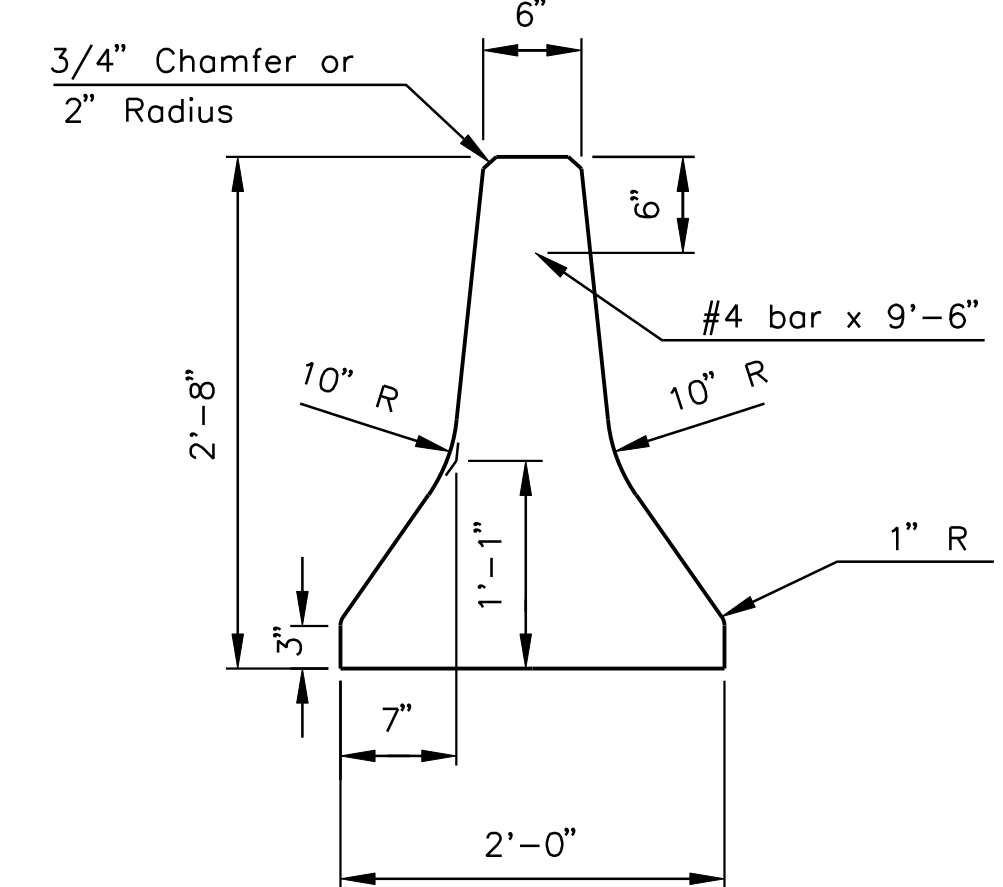 6”
3/4” Chamfer or
2” Radius
6”
#4 bar x 9’-6”
2’-8”
10” R
10” R
1’-1”
1” R
3”
7”
2’-0”